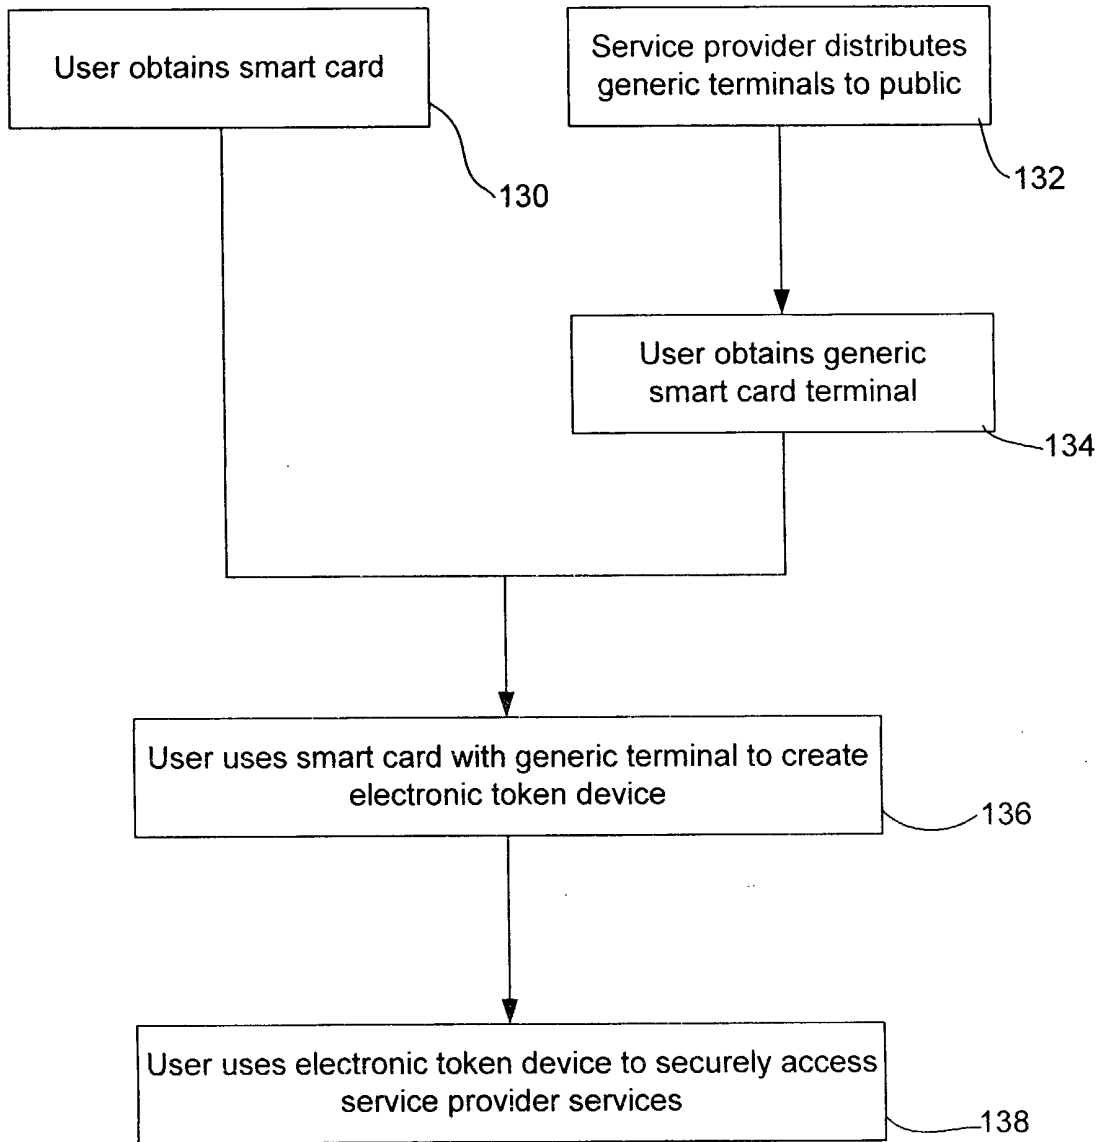 User obtains smart card
130
Service provider distributes
generic terminals to public
132
User obtains generic
smart card terminal
134
User uses smart card with generic terminal to create
electronic token device
136
User uses electronic token device to securely access
service provider services
138